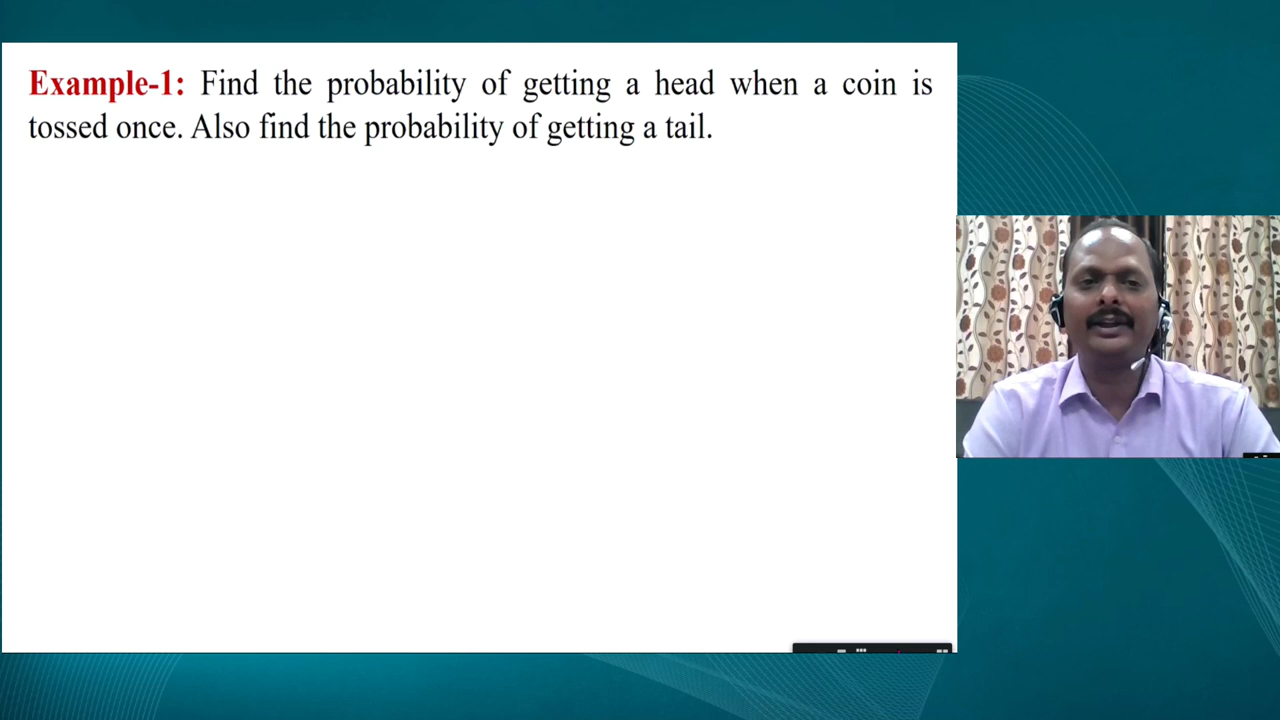 Example-1: Find the probability of getting a head when a coin is
tossed once. Also find the probability of getting a tail.